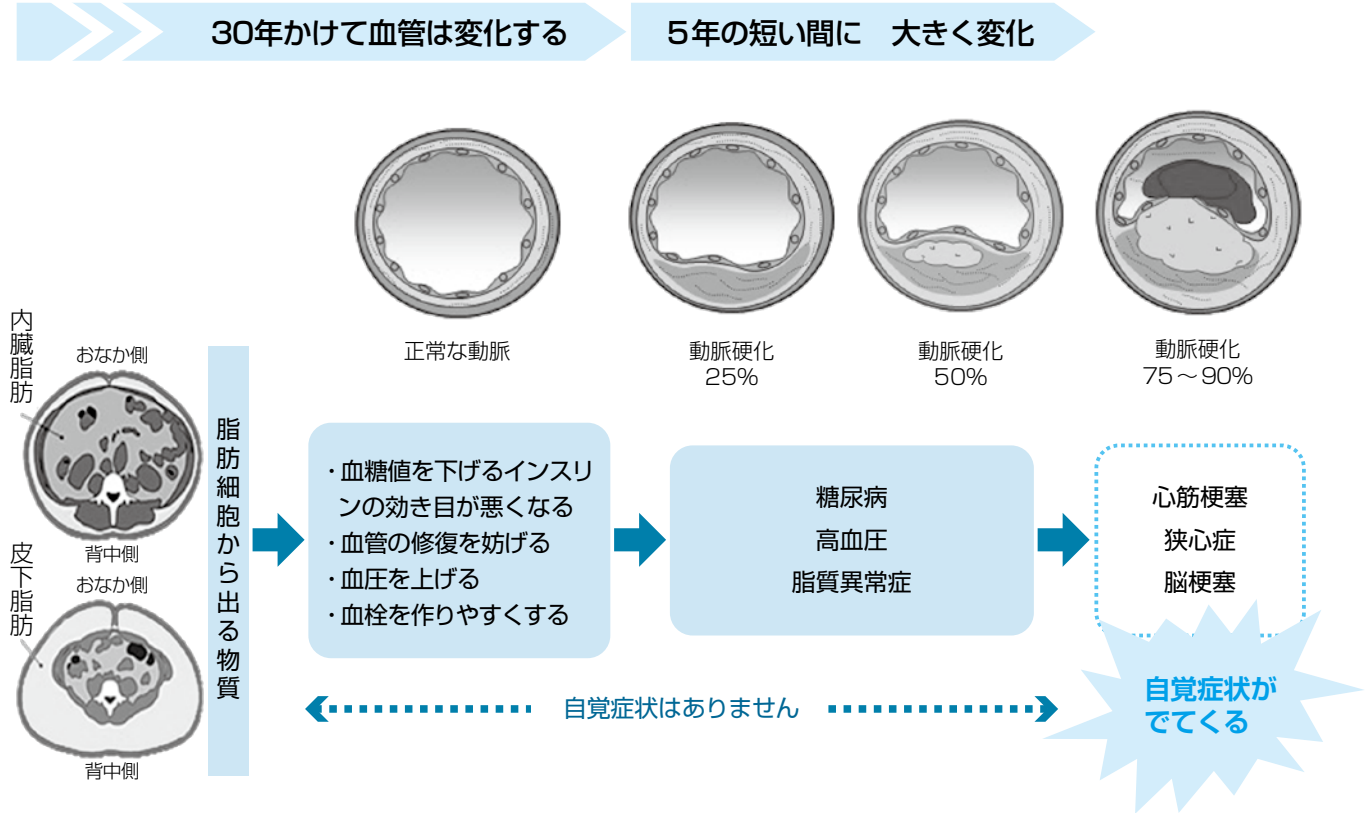 30年かけて血管は変化する
5年の短い間に　大きく変化
正常な動脈
動脈硬化
25%
動脈硬化
50%
動脈硬化
75～90%
内臓脂肪
おなか側
背中側
皮下脂肪
おなか側
背中側
脂肪細胞から出る物質
・血糖値を下げるインスリ
ンの効き目が悪くなる
・血管の修復を妨げる
・血圧を上げる
・血栓を作りやすくする
糖尿病
高血圧
脂質異常症
心筋梗塞
狭心症
脳梗塞
自覚症状はありません
自覚症状が
でてくる